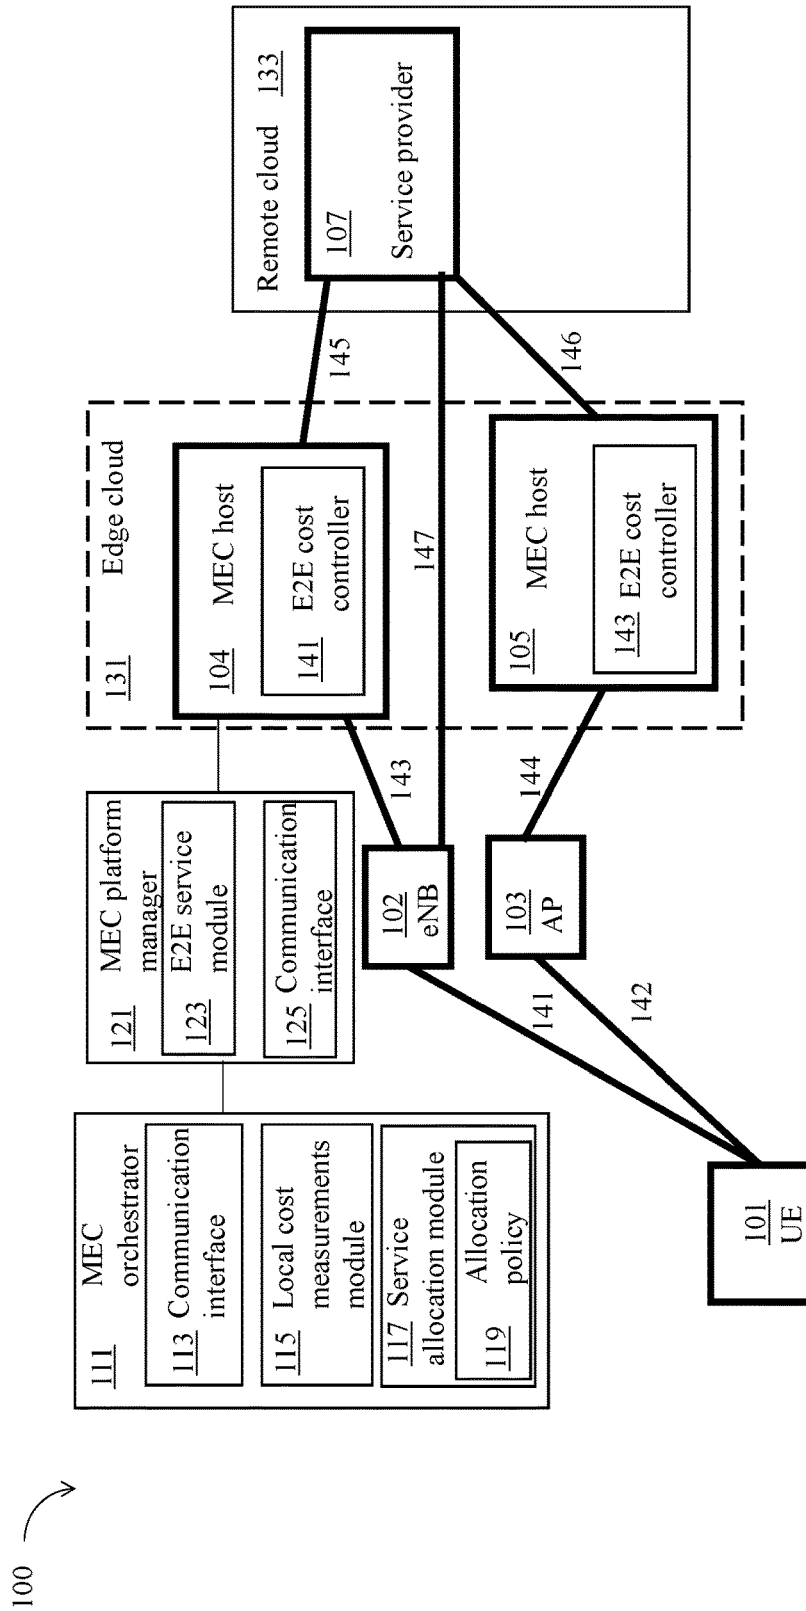 100
111
MEC
orchestrator
113 Communication
interface
115 Local cost
measurements
module
117 Service
allocation module
119
Allocation
policy
121
MEC platform
manager
123
E2E service
module
125 Communication
interface
101
UE
141
142
102
eNB
103
AP
143
144
147
131
Edge cloud
104
MEC host
141
E2E cost
controller
105
MEC host
143
E2E cost
controller
145
146
Remote cloud
133
107
Service provider